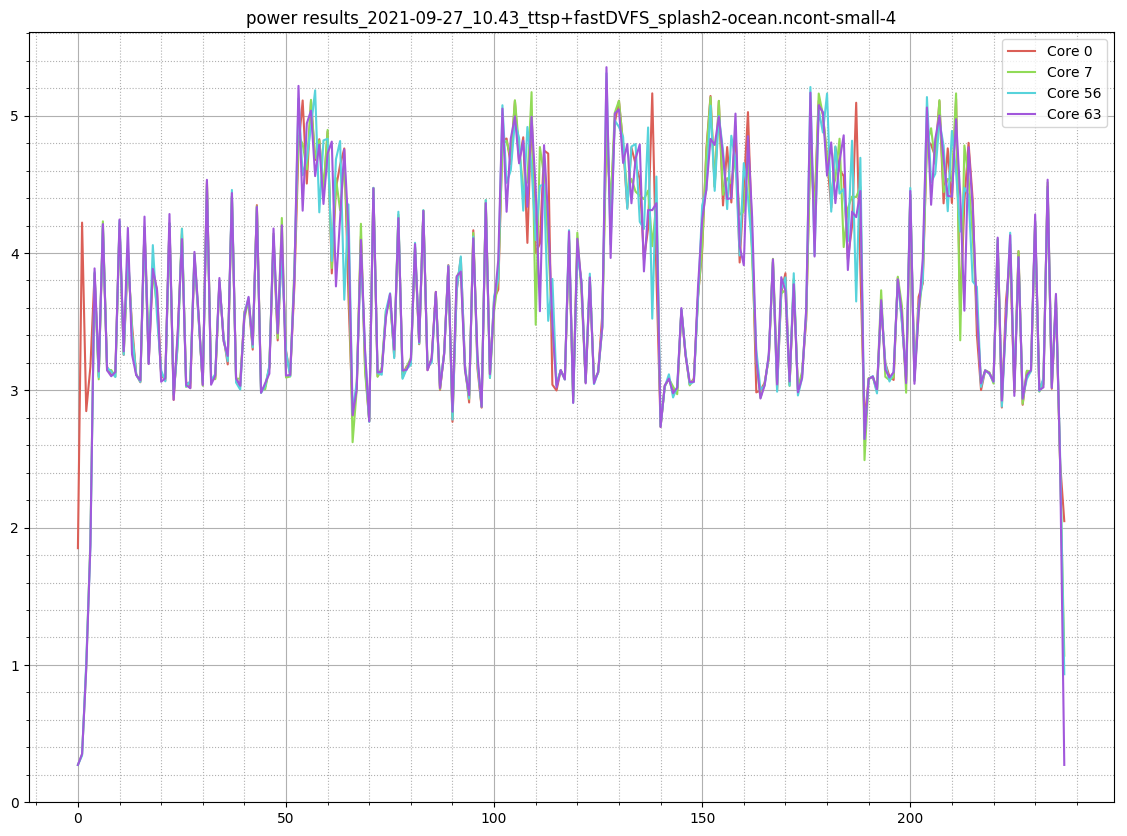 power results_2021-09-27_10.43_ttsp+fastDVFS_splash2-ocean.ncont-small-4
Core 0
Core 7
Core 56
Core 63
5
4
3
2
1
0
0 50 100 150 200